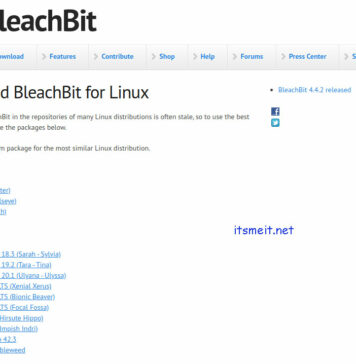 leachBit
ownload Features Contribute Shop Help Forums Press Center S
d BleachBit for Linux
Bit in the repositories of many Linux distributions is often stale, so to use the best
e the packages below.
m package for the most similar Linux distribution.
BleachBit 4.4.2 released
ter)
seye)
h)
itsmeit.net
18.3 (Sarah - Sylvia)
19.2 (Tara - Tina)
20.1 (Ulyana - Ulyssa)
TS (Xenial Xerus)
TS (Bionic Beaver)
TS (Focal Fossa)
Hirsute Hippo)
Impish Indri)
42.3
bleweed